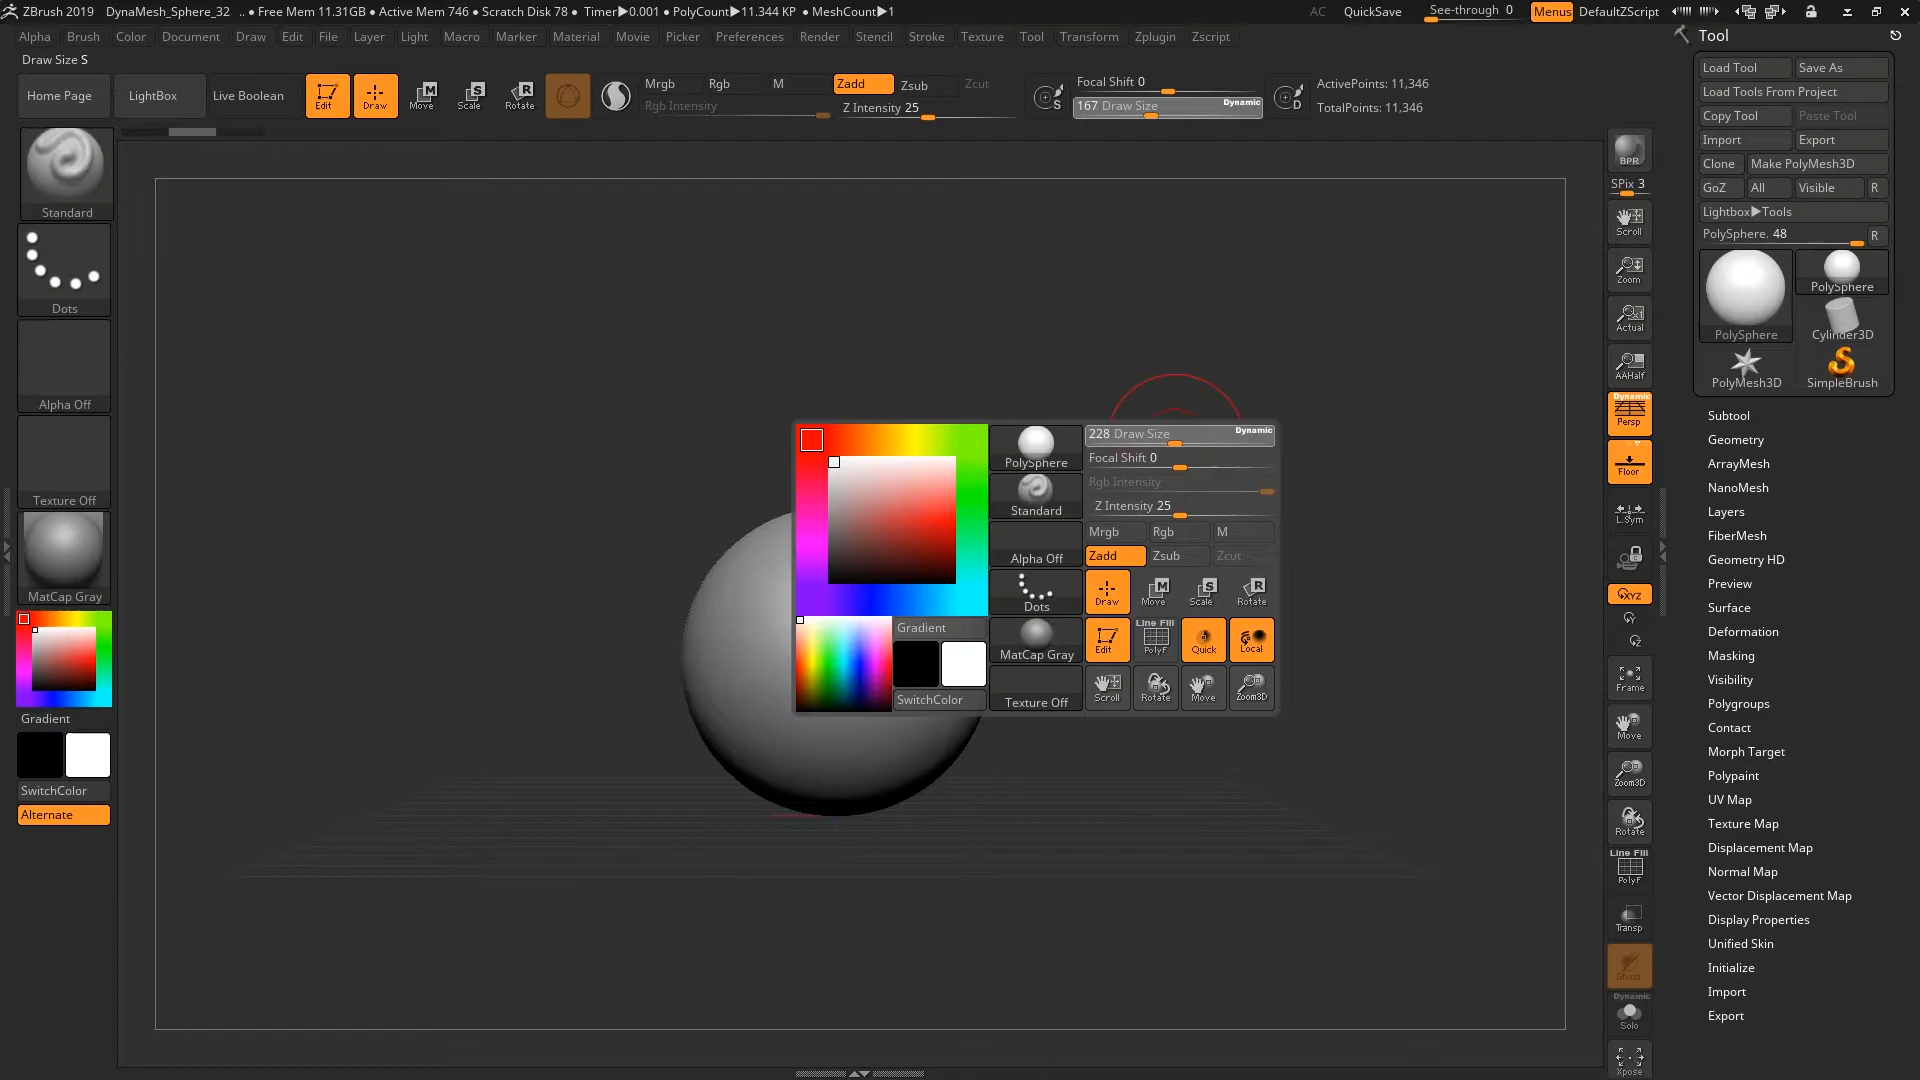 ZBrush 2019 DynaMesh_Sphere_32 .. • Free Mem 11.31GB • Active Mem 746 • Scratch Disk 78 • Timer▶0.001 • PolyCount▶11.344 KP • MeshCount▶1 AC QuickSave See-through 0 Menus DefaultZScript
Alpha Brush Color Document Draw Edit File Layer Light Macro Marker Material Movie Picker Preferences Render Stencil Stroke Texture Tool Transform Zplugin Zscript
Draw Size S
Home Page LightBox Live Boolean Edit Draw Move Scale Rotate
Mrgb Rgb M Zadd Zsub Zcut
Rgb Intensity Z Intensity 25
Focal Shift 0
167 Draw Size Dynamic
S
D
ActivePoints: 11,346
TotalPoints: 11,346
Standard
Dots
Alpha Off
Texture Off
MatCap Gray
Gradient
SwitchColor
Alternate
Gradient
SwitchColor
PolySphere
Standard
Alpha Off
Dots
MatCap Gray
Texture Off
228 Draw Size Dynamic
Focal Shift 0
Rgb Intensity
Z Intensity 25
Mrgb Rgb M
Zadd Zsub Zcut
Draw Move Scale Rotate
Line Fill
Edit PolyF Quick Local
Scroll Rotate Move Zoom3D
BPR
SPix 3
Scroll
Zoom
Actual
AAHalf
Dynamic
Persp
Floor
L.Sym
XYZ
Y
Z
Frame
Move
Zoom3D
Rotate
Line Fill
PolyF
Transp
Ghost
Dynamic
Solo
Xpose
Tool
Load Tool Save As
Load Tools From Project
Copy Tool Paste Tool
Import Export
Clone Make PolyMesh3D
GoZ All Visible R
Lightbox▶Tools
PolySphere. 48 R
PolySphere PolySphere
Cylinder3D
PolyMesh3D SimpleBrush
Subtool
Geometry
ArrayMesh
NanoMesh
Layers
FiberMesh
Geometry HD
Preview
Surface
Deformation
Masking
Visibility
Polygroups
Contact
Morph Target
Polypaint
UV Map
Texture Map
Displacement Map
Normal Map
Vector Displacement Map
Display Properties
Unified Skin
Initialize
Import
Export